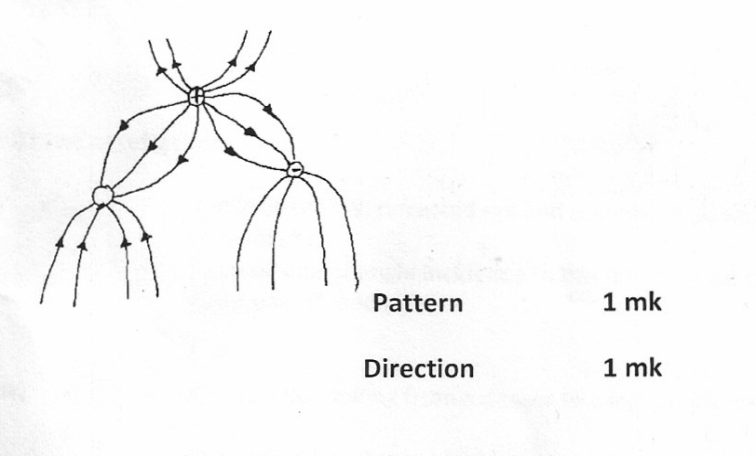 +
-
Pattern 1 mk
Direction 1 mk